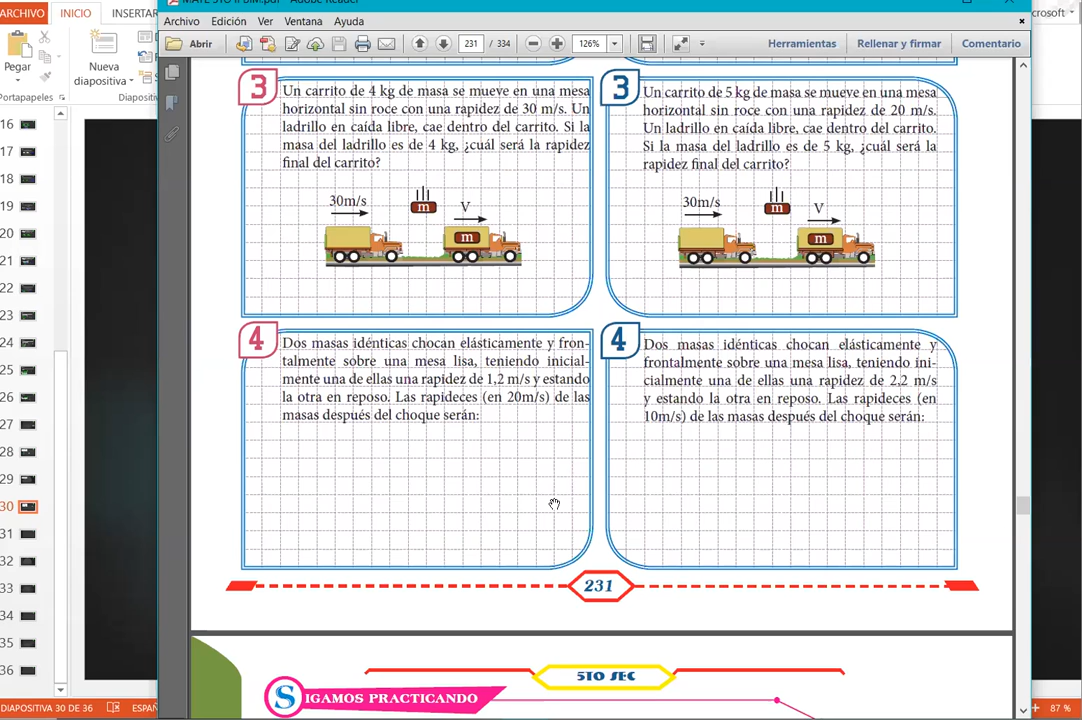 ARCHIVO INICIO INSERTAR
MATE 5TO II BIM.pdf - Adobe Reader
Archivo Edición Ver Ventana Ayuda
Abrir
231 / 334
126%
Herramientas Rellenar y firmar Comentario
Pegar
Nueva
diapositiva
Portapapeles
Diaposi
16
17
18
19
20
21
22
23
24
25
26
27
28
29
30
31
32
33
34
35
36
3
Un carrito de 4 kg de masa se mueve en una mesa
horizontal sin roce con una rapidez de 30 m/s. Un
ladrillo en caída libre, cae dentro del carrito. Si la
masa del ladrillo es de 4 kg, ¿cuál será la rapidez
final del carrito?
30m/s
m
V
m
3
Un carrito de 5 kg de masa se mueve en una mesa
horizontal sin roce con una rapidez de 20 m/s.
Un ladrillo en caída libre, cae dentro del carrito.
Si la masa del ladrillo es de 5 kg, ¿cuál será la
rapidez final del carrito?
30m/s
m
V
m
4
Dos masas idénticas chocan elásticamente y fron-
talmente sobre una mesa lisa, teniendo inicial-
mente una de ellas una rapidez de 1,2 m/s y estando
la otra en reposo. Las rapideces (en 20m/s) de las
masas después del choque serán:
4
Dos masas idénticas chocan elásticamente y
frontalmente sobre una mesa lisa, teniendo ini-
cialmente una de ellas una rapidez de 2,2 m/s
y estando la otra en reposo. Las rapideces (en
10m/s) de las masas después del choque serán:
231
5TO SEC
SIGAMOS PRACTICANDO
DIAPOSITIVA 30 DE 36
ESPAÑ
87 %